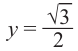 y = √3/2